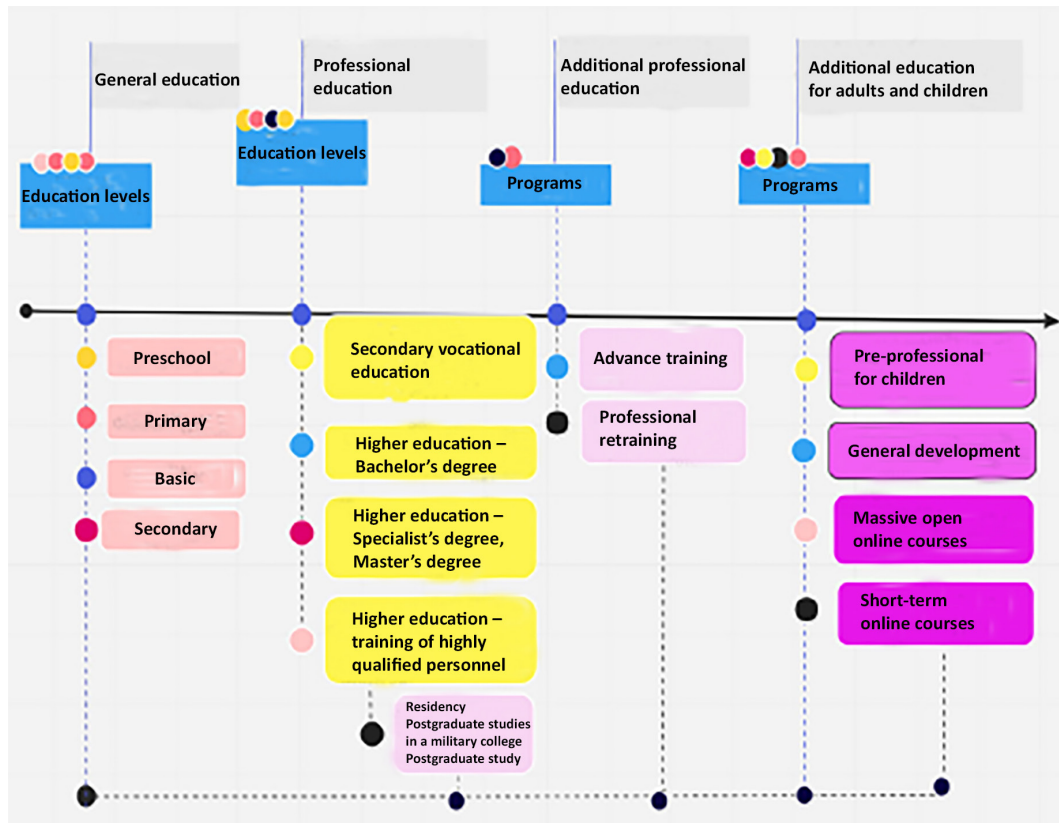 General education
Professional
education
Additional professional
education
Additional education
for adults and children
Education levels
Education levels
Programs
Programs
Preschool
Primary
Basic
Secondary
Secondary vocational
education
Higher education –
Bachelor's degree
Higher education –
Specialist's degree,
Master's degree
Higher education –
training of highly
qualified personnel
Residency
Postgraduate studies
in a military college
Postgraduate study
Advance training
Professional
retraining
Pre-professional
for children
General development
Massive open
online courses
Short-term
online courses